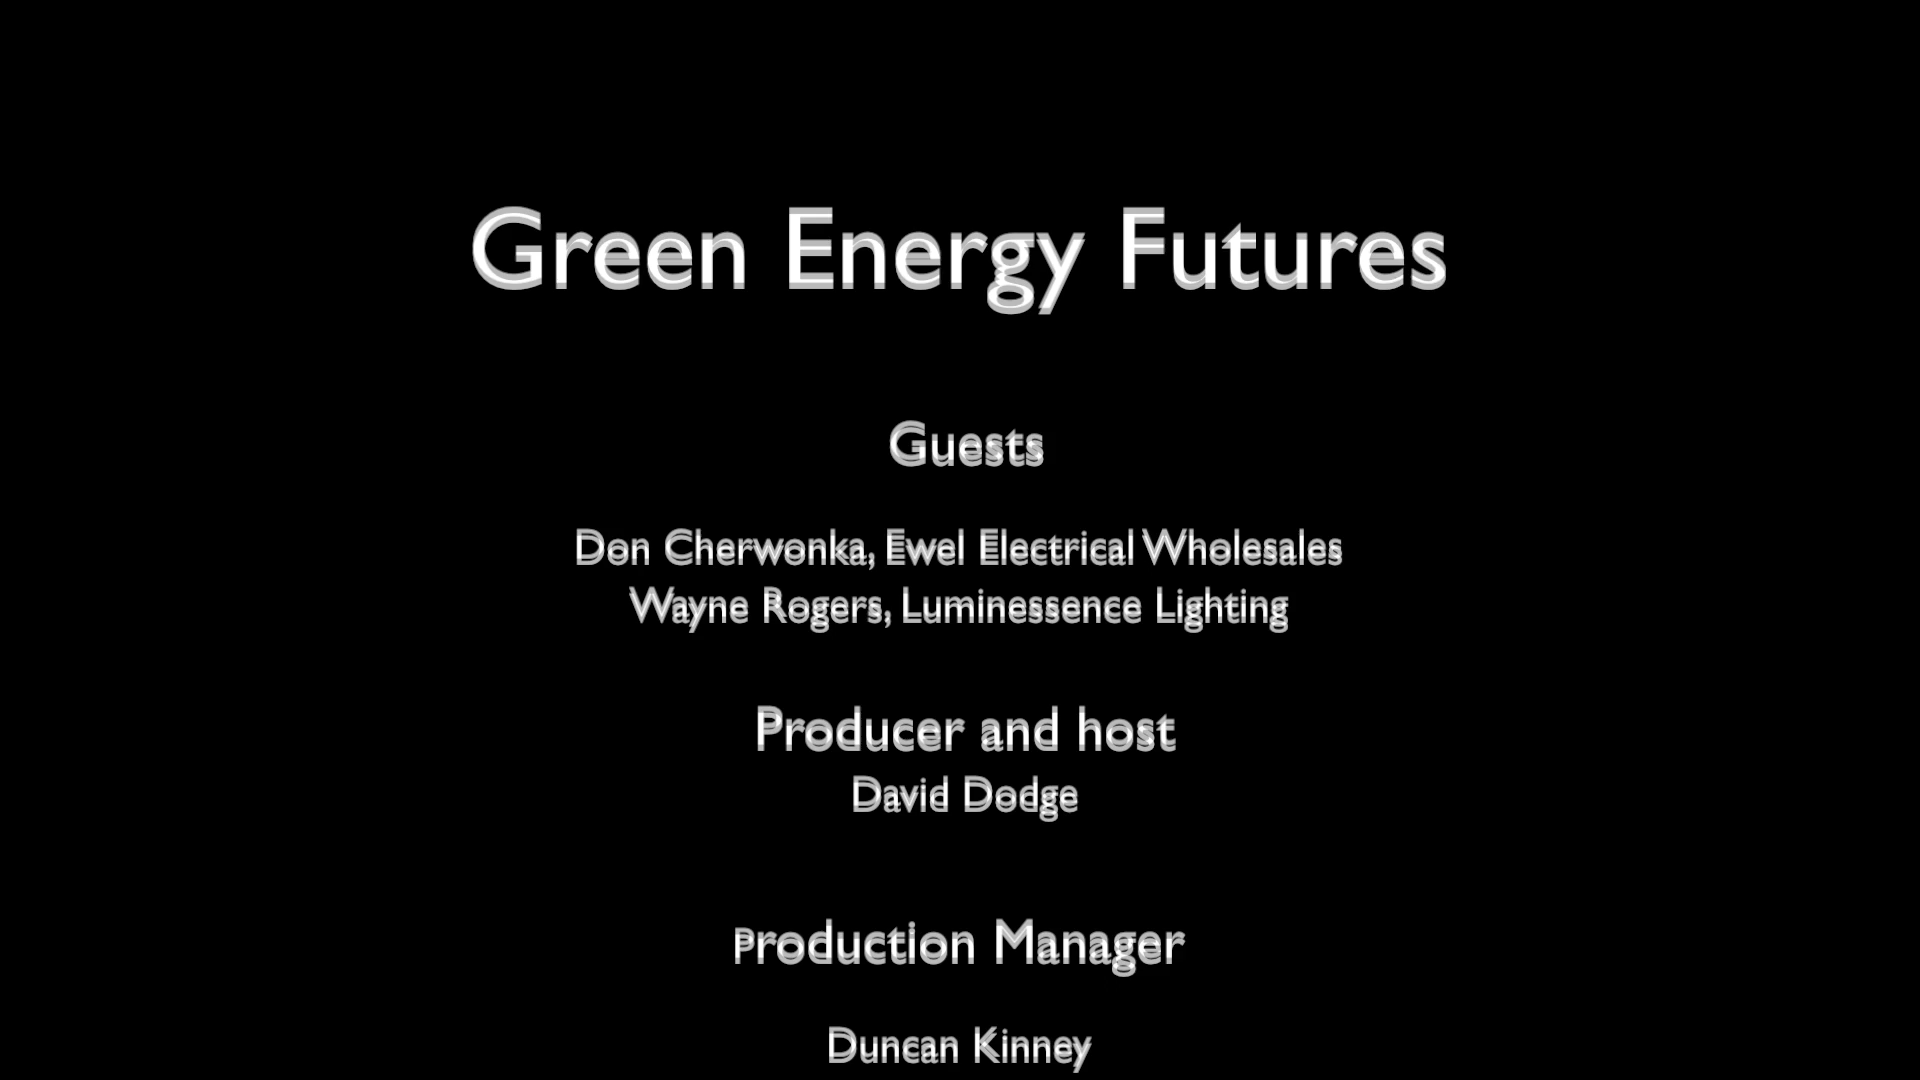 Green Energy Futures
Guests
Don Cherwonka, Ewel Electrical Wholesales
Wayne Rogers, Luminessence Lighting
Producer and host
David Dodge
Production Manager
Duncan Kinney